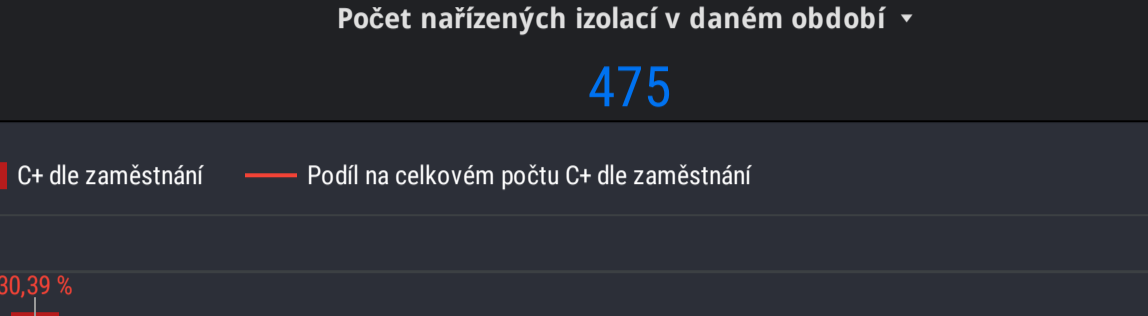 Počet nařízených izolací v daném období
475
C+ dle zaměstnání Podíl na celkovém počtu C+ dle zaměstnání
30,39 %